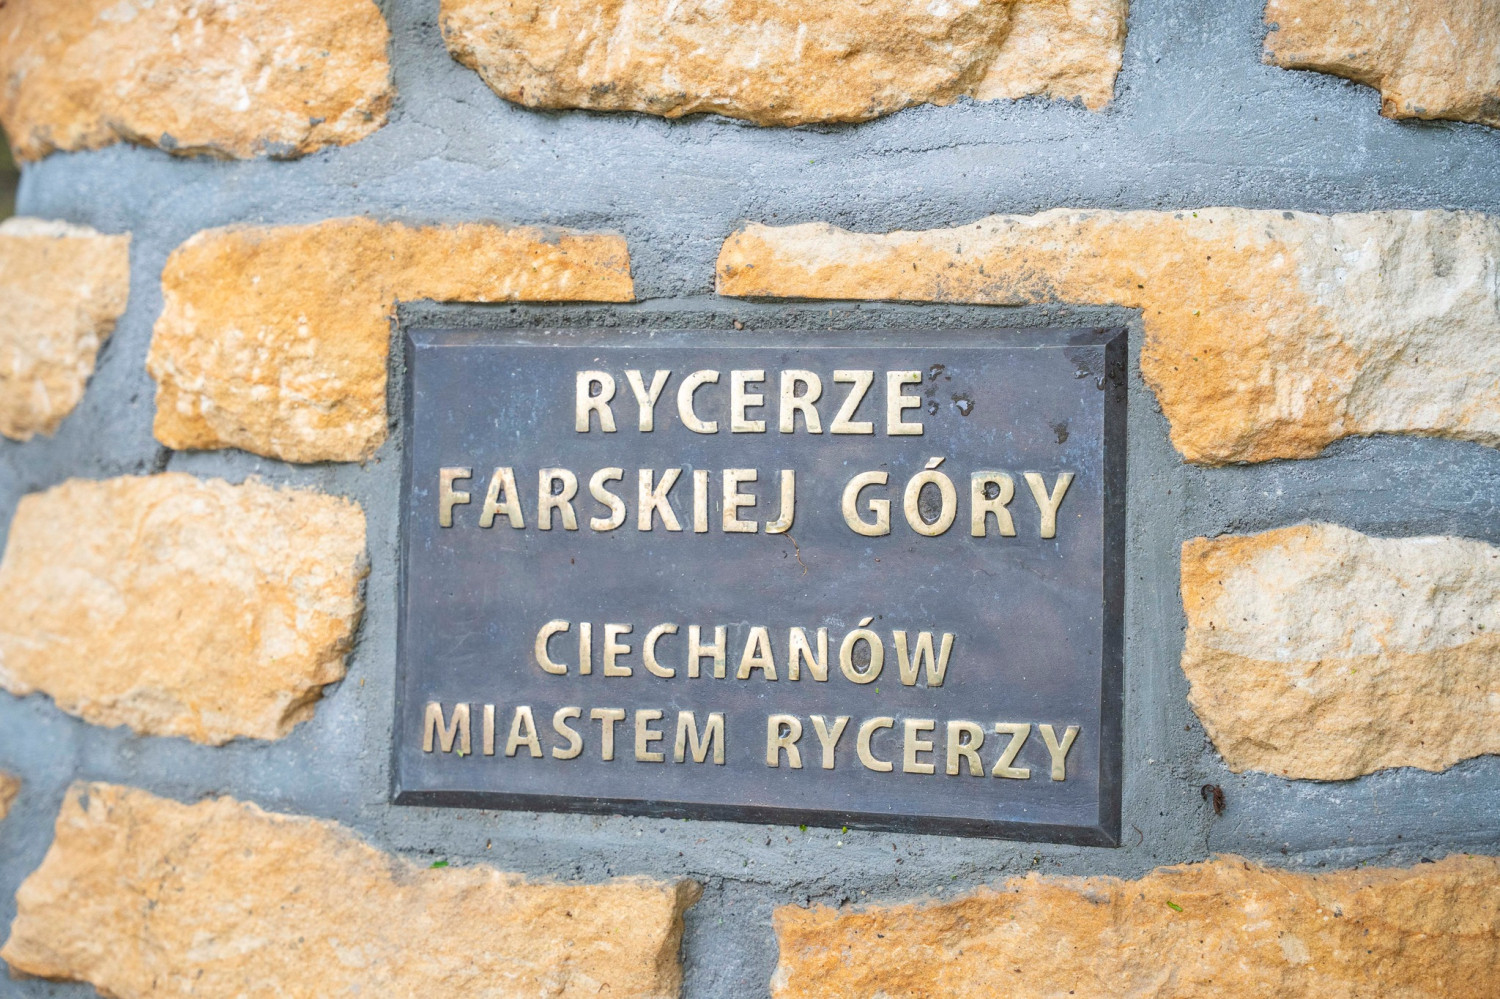 RYCERZE
FARSKIEJ GÓRY
CIECHANÓW
MIASTEM RYCERZY